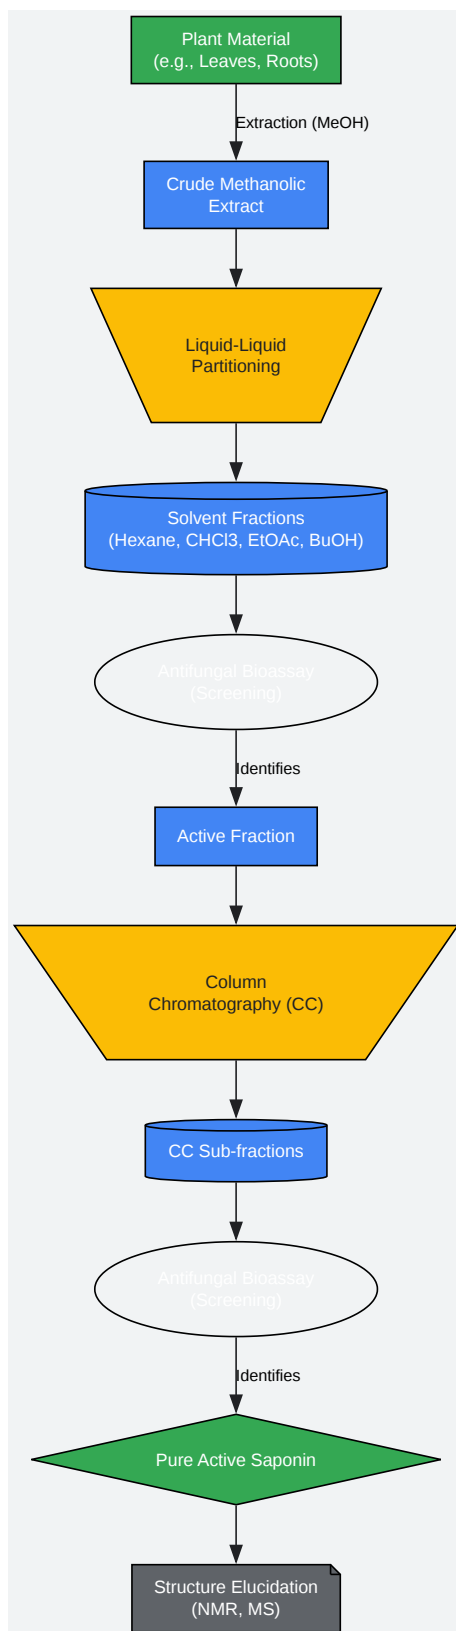 Plant Material
(e.g., Leaves, Roots)
Extraction (MeOH)
Crude Methanolic
Extract
Liquid-Liquid
Partitioning
Solvent Fractions
(Hexane, CHCl3, EtOAc, BuOH)
Antifungal Bioassay
(Screening)
Identifies
Active Fraction
Column
Chromatography (CC)
CC Sub-fractions
Antifungal Bioassay
(Screening)
Identifies
Pure Active Saponin
Structure Elucidation
(NMR, MS)